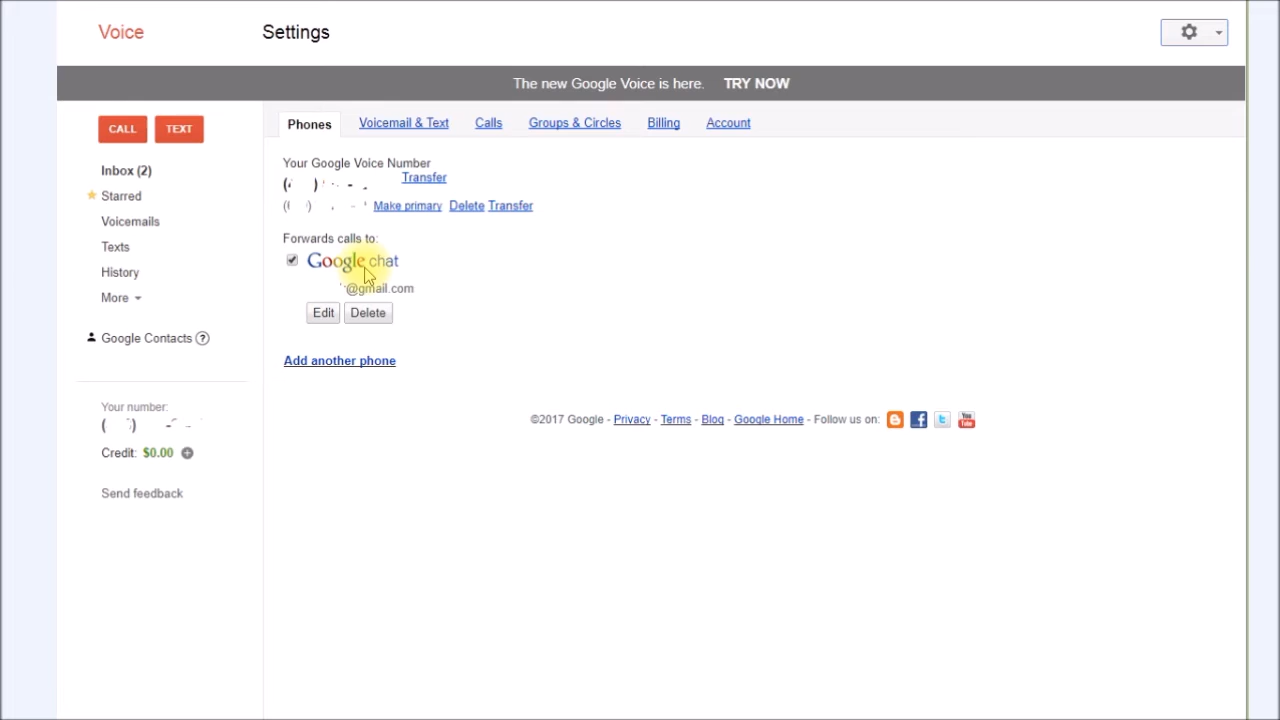 Voice
Settings
The new Google Voice is here. TRY NOW
CALL
TEXT
Inbox (2)
Starred
Voicemails
Texts
History
More
Google Contacts ?
Your number:
Credit: $0.00
Send feedback
Phones
Voicemail & Text
Calls
Groups & Circles
Billing
Account
Your Google Voice Number
Transfer
Make primary Delete Transfer
Forwards calls to:
Google chat
@gmail.com
Edit
Delete
Add another phone
©2017 Google - Privacy - Terms - Blog - Google Home - Follow us on:
You Tube